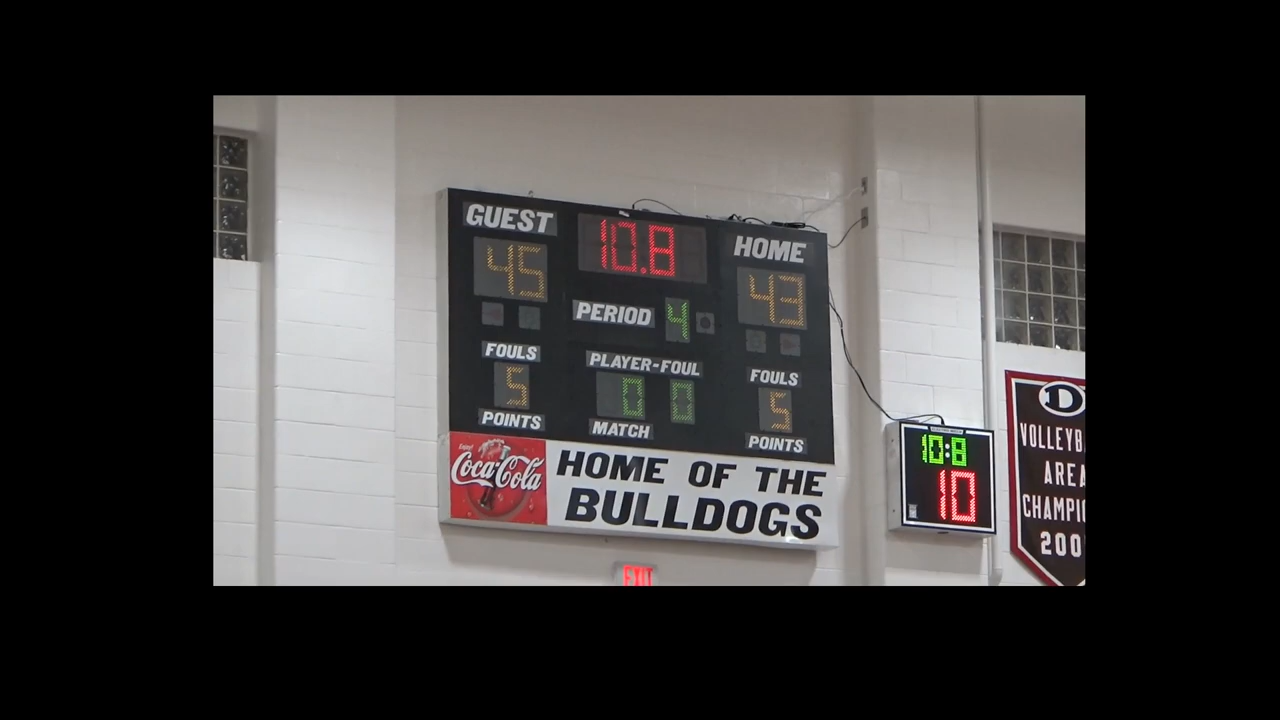 GUEST
10.8
HOME
45
43
PERIOD 4
FOULS
PLAYER-FOUL
FOULS
5
0 0
5
POINTS
MATCH
POINTS
Coca-Cola
HOME OF THE
BULLDOGS
EXIT
10:8
10
D
VOLLEYB
AREA
CHAMPI
200